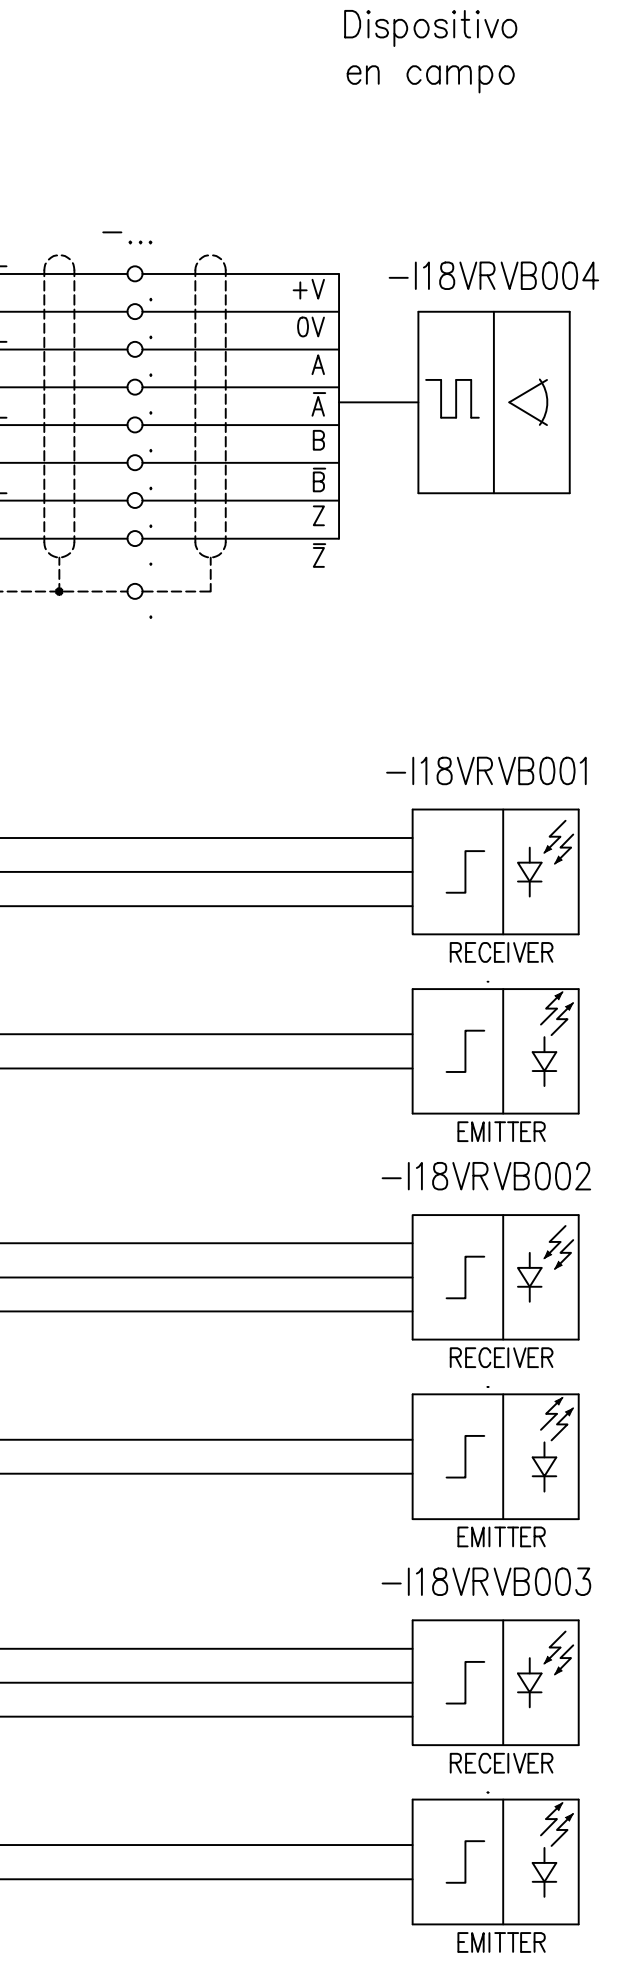 Dispositivo
en campo
–...
–I18VRVB004
+V
0V
A
A̅
B
B̅
Z
Z̅
–I18VRVB001
RECEIVER
EMITTER
–I18VRVB002
RECEIVER
EMITTER
–I18VRVB003
RECEIVER
EMITTER